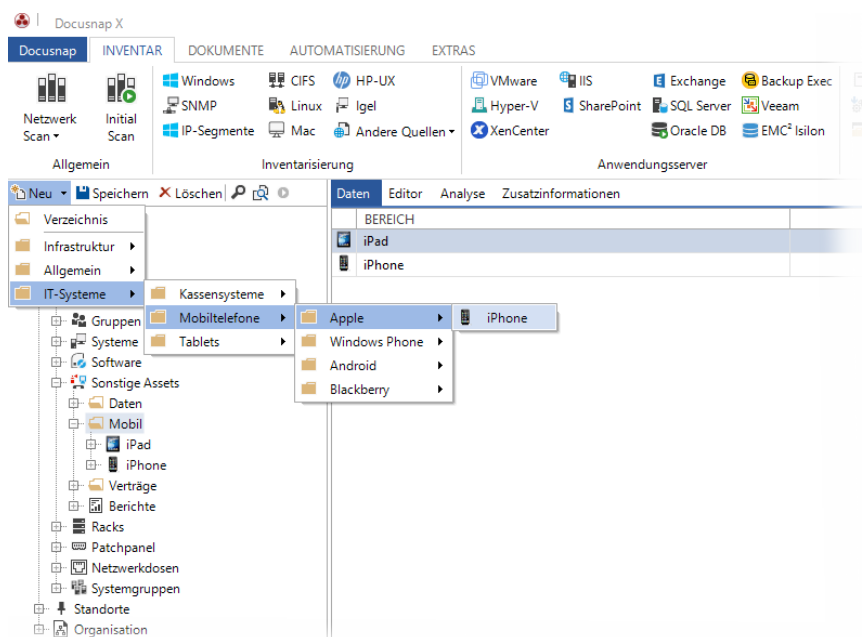 Docusnap X
Docusnap INVENTAR DOKUMENTE AUTOMATISIERUNG EXTRAS
Windows CIFS HP-UX VMware IIS Exchange Backup Exec
Netzwerk Scan Initial Scan SNMP Linux Igel Hyper-V SharePoint SQL Server Veeam
IP-Segmente Mac Andere Quellen XenCenter Oracle DB EMC² Isilon
Allgemein Inventarisierung Anwendungsserver
Neu Speichern Löschen Daten Editor Analyse Zusatzinformationen
Verzeichnis BEREICH
Infrastruktur iPad
Allgemein iPhone
IT-Systeme Kassensysteme
Gruppen Mobiltelefone Apple iPhone
Systeme Tablets Windows Phone
Software Android
Sonstige Assets Blackberry
Daten
Mobil
iPad
iPhone
Verträge
Berichte
Racks
Patchpanel
Netzwerkdosen
Systemgruppen
Standorte
Organisation